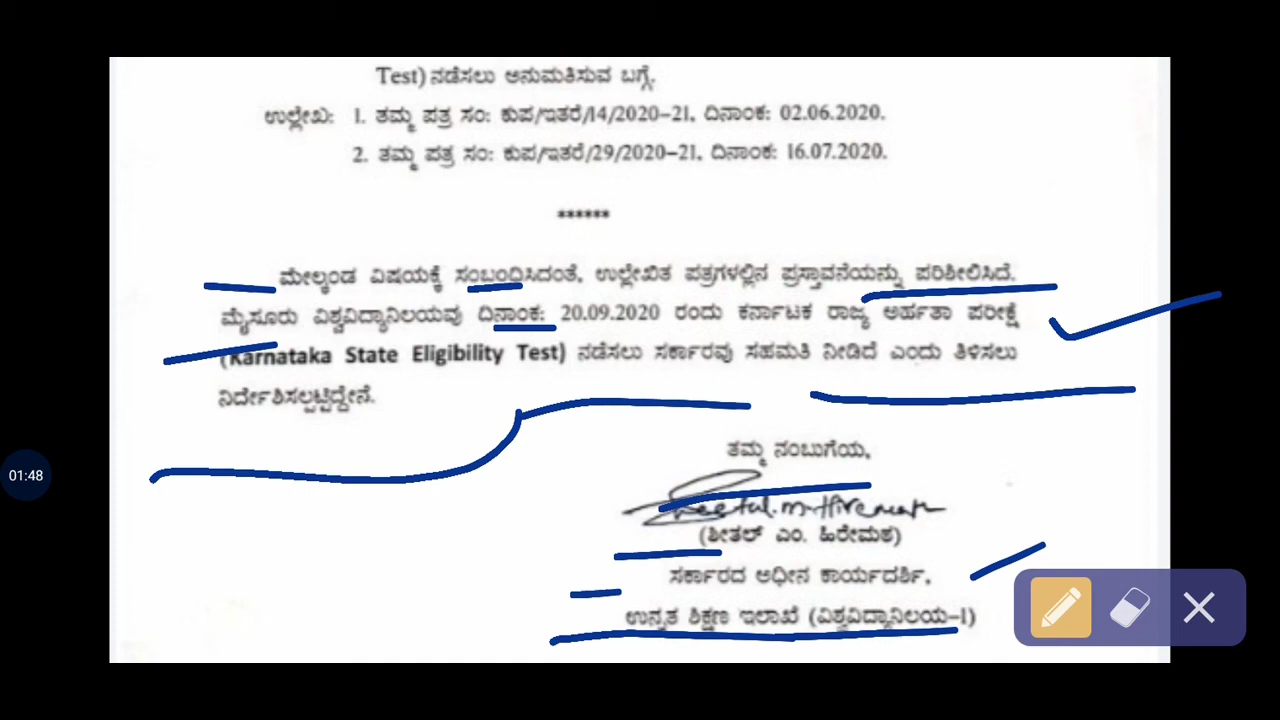 Test) ನಡೆಸಲು ಅನುಮತಿಸುವ ಬಗ್ಗೆ.
ಉಲ್ಲೇಖ: 1. ತಮ್ಮ ಪತ್ರ ಸಂ: ಕುಪ/ಇತರೆ/14/2020-21, ದಿನಾಂಕ: 02.06.2020.
2. ತಮ್ಮ ಪತ್ರ ಸಂ: ಕುಪ/ಇತರೆ/29/2020-21, ದಿನಾಂಕ: 16.07.2020.
******
ಮೇಲ್ಕಂಡ ವಿಷಯಕ್ಕೆ ಸಂಬಂಧಿಸಿದಂತೆ, ಉಲ್ಲೇಖಿತ ಪತ್ರಗಳಲ್ಲಿನ ಪ್ರಸ್ತಾವನೆಯನ್ನು ಪರಿಶೀಲಿಸಿದೆ.
ಮೈಸೂರು ವಿಶ್ವವಿದ್ಯಾನಿಲಯವು ದಿನಾಂಕ: 20.09.2020 ರಂದು ಕರ್ನಾಟಕ ರಾಜ್ಯ ಅರ್ಹತಾ ಪರೀಕ್ಷೆ
(Karnataka State Eligibility Test) ನಡೆಸಲು ಸರ್ಕಾರವು ಸಹಮತಿ ನೀಡಿದೆ ಎಂದು ತಿಳಿಸಲು
ನಿರ್ದೇಶಿಸಲ್ಪಟ್ಟಿದ್ದೇನೆ.
ತಮ್ಮ ನಂಬುಗೆಯ,
Sheetal.m.Hiremath
(ಶೀತಲ್ ಎಂ. ಹಿರೇಮಠ)
ಸರ್ಕಾರದ ಅಧೀನ ಕಾರ್ಯದರ್ಶಿ,
ಉನ್ನತ ಶಿಕ್ಷಣ ಇಲಾಖೆ (ವಿಶ್ವವಿದ್ಯಾನಿಲಯ-1)
01:48